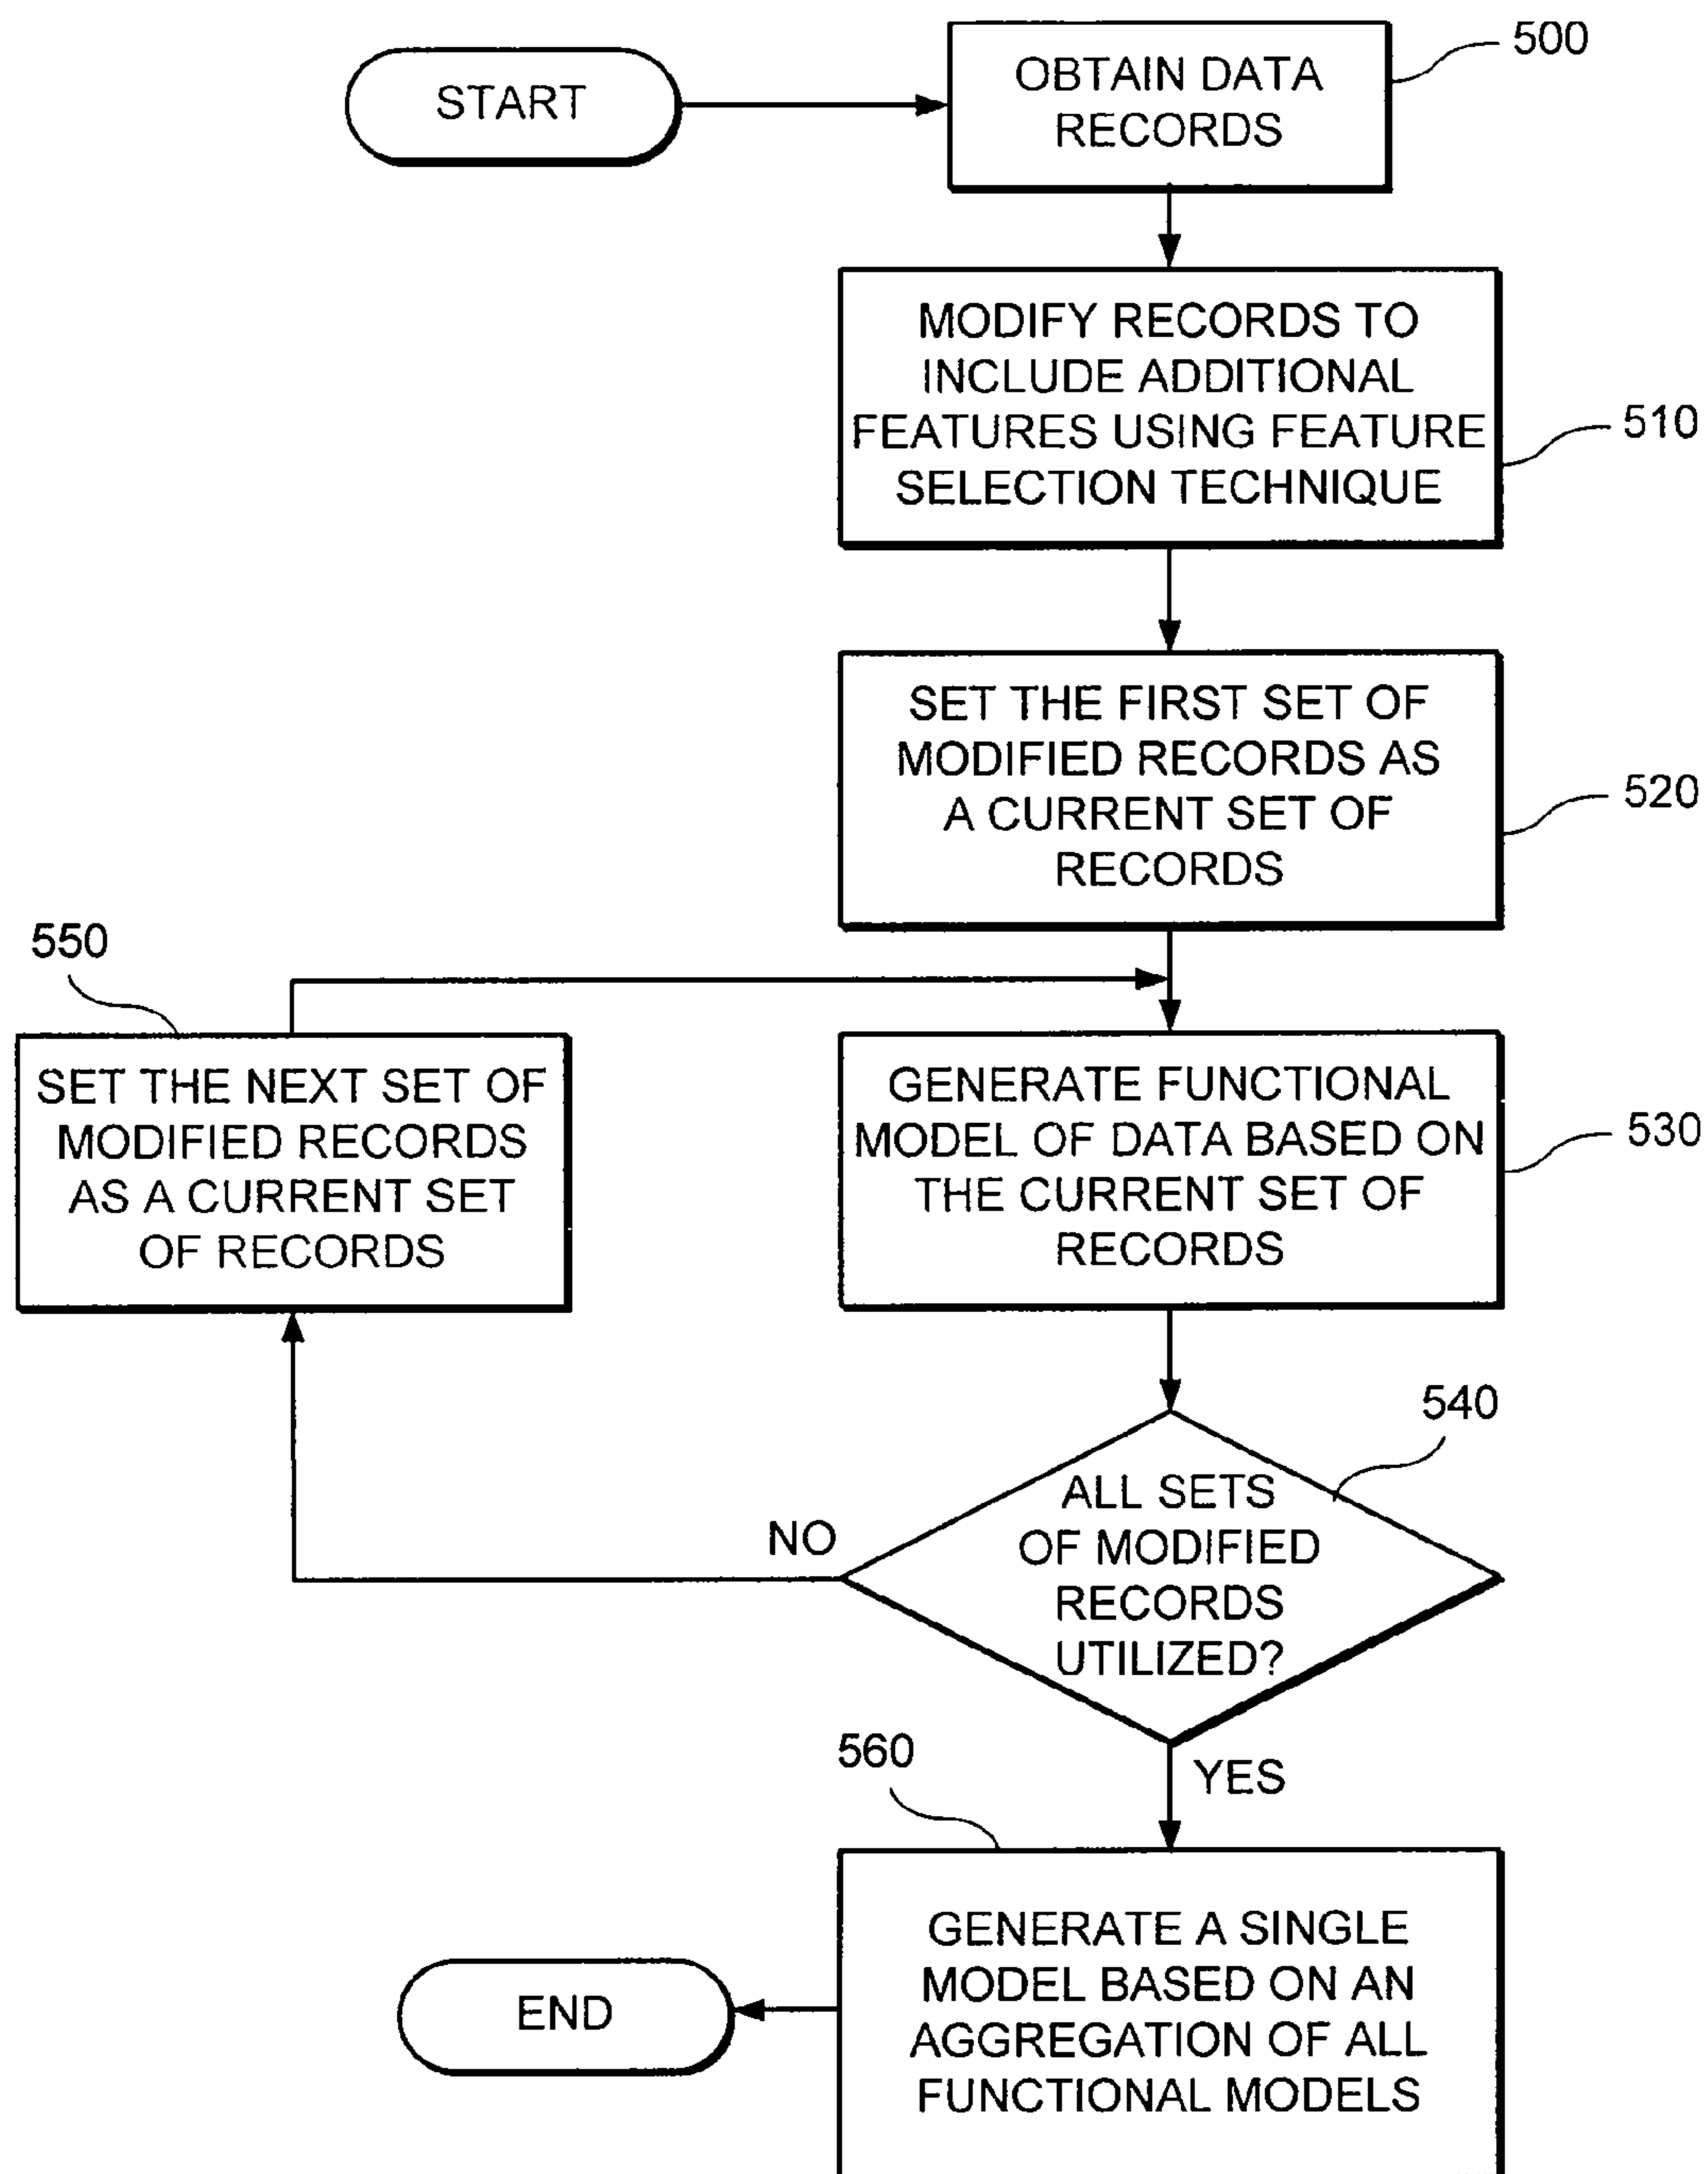 START
OBTAIN DATA
RECORDS
500
MODIFY RECORDS TO
INCLUDE ADDITIONAL
FEATURES USING FEATURE
SELECTION TECHNIQUE
510
SET THE FIRST SET OF
MODIFIED RECORDS AS
A CURRENT SET OF
RECORDS
520
550
SET THE NEXT SET OF
MODIFIED RECORDS
AS A CURRENT SET
OF RECORDS
GENERATE FUNCTIONAL
MODEL OF DATA BASED ON
THE CURRENT SET OF
RECORDS
530
540
ALL SETS
OF MODIFIED
RECORDS
UTILIZED?
NO
YES
560
GENERATE A SINGLE
MODEL BASED ON AN
AGGREGATION OF ALL
FUNCTIONAL MODELS
END